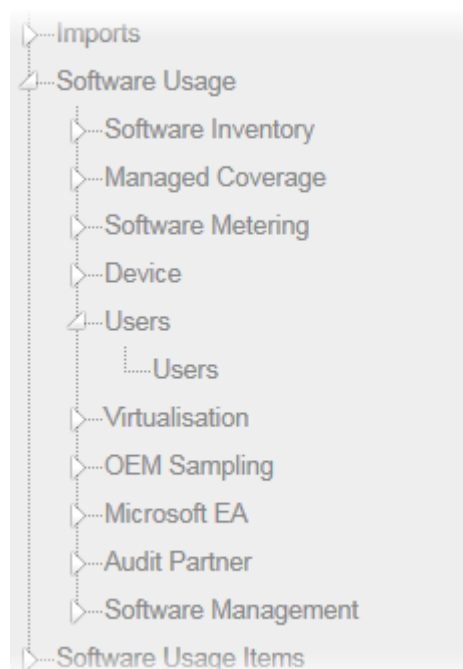 Imports
Software Usage
Software Inventory
Managed Coverage
Software Metering
Device
Users
Users
Virtualisation
OEM Sampling
Microsoft EA
Audit Partner
Software Management
Software Usage Items